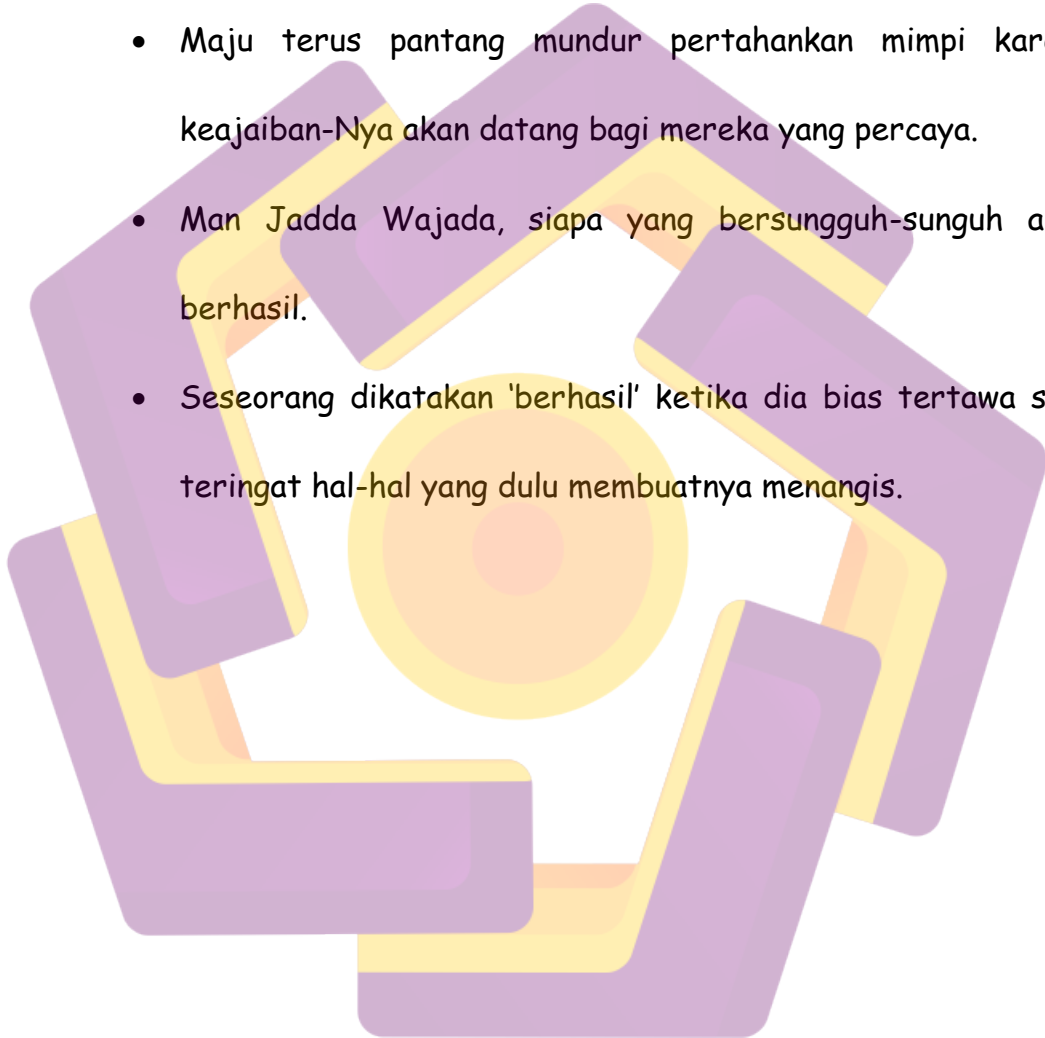 • Maju terus pantang mundur pertahankan mimpi kar
keajaiban-Nya akan datang bagi mereka yang percaya.
• Man Jadda Wajada, siapa yang bersungguh-sunguh a
berhasil.
• Seseorang dikatakan ‘berhasil’ ketika dia bias tertawa s
teringat hal-hal yang dulu membuatnya menangis.